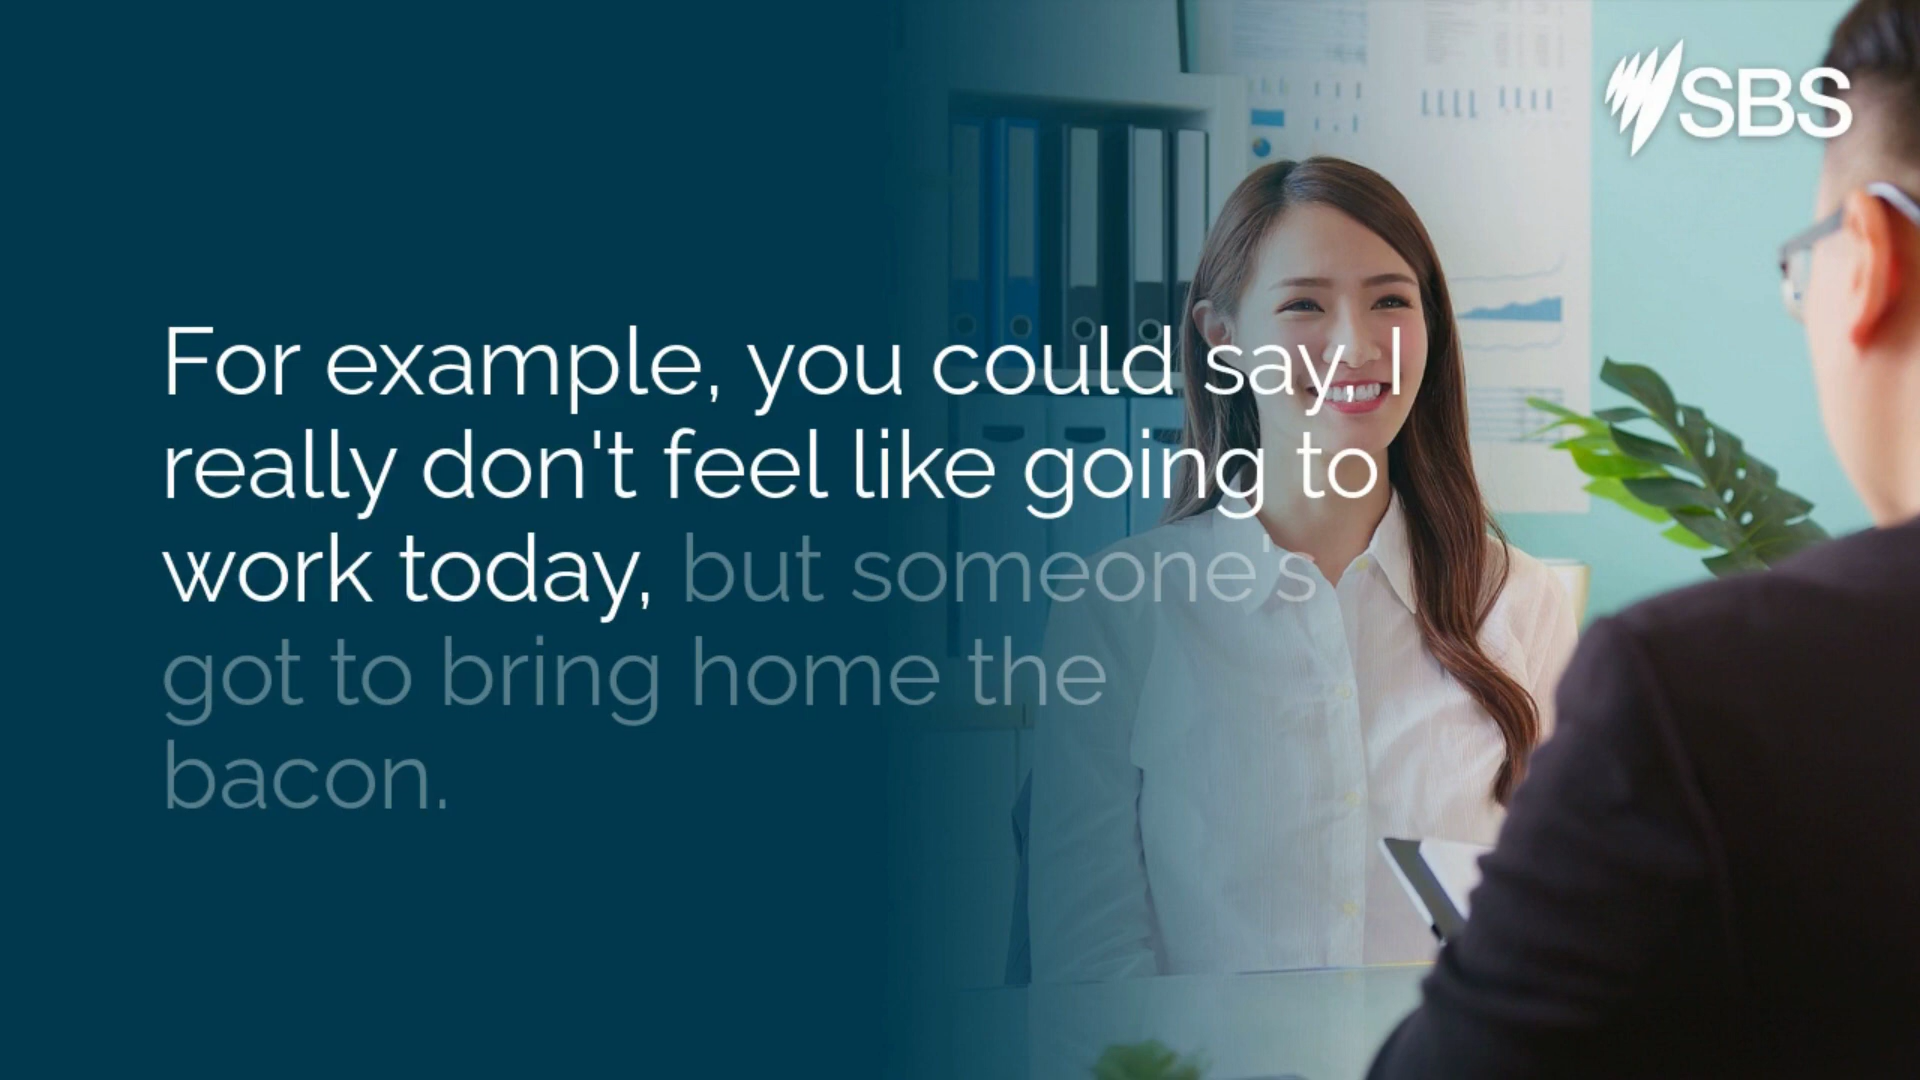 SBS
For example, you could say, I
really don't feel like going to
work today, but someone's
got to bring home the
bacon.